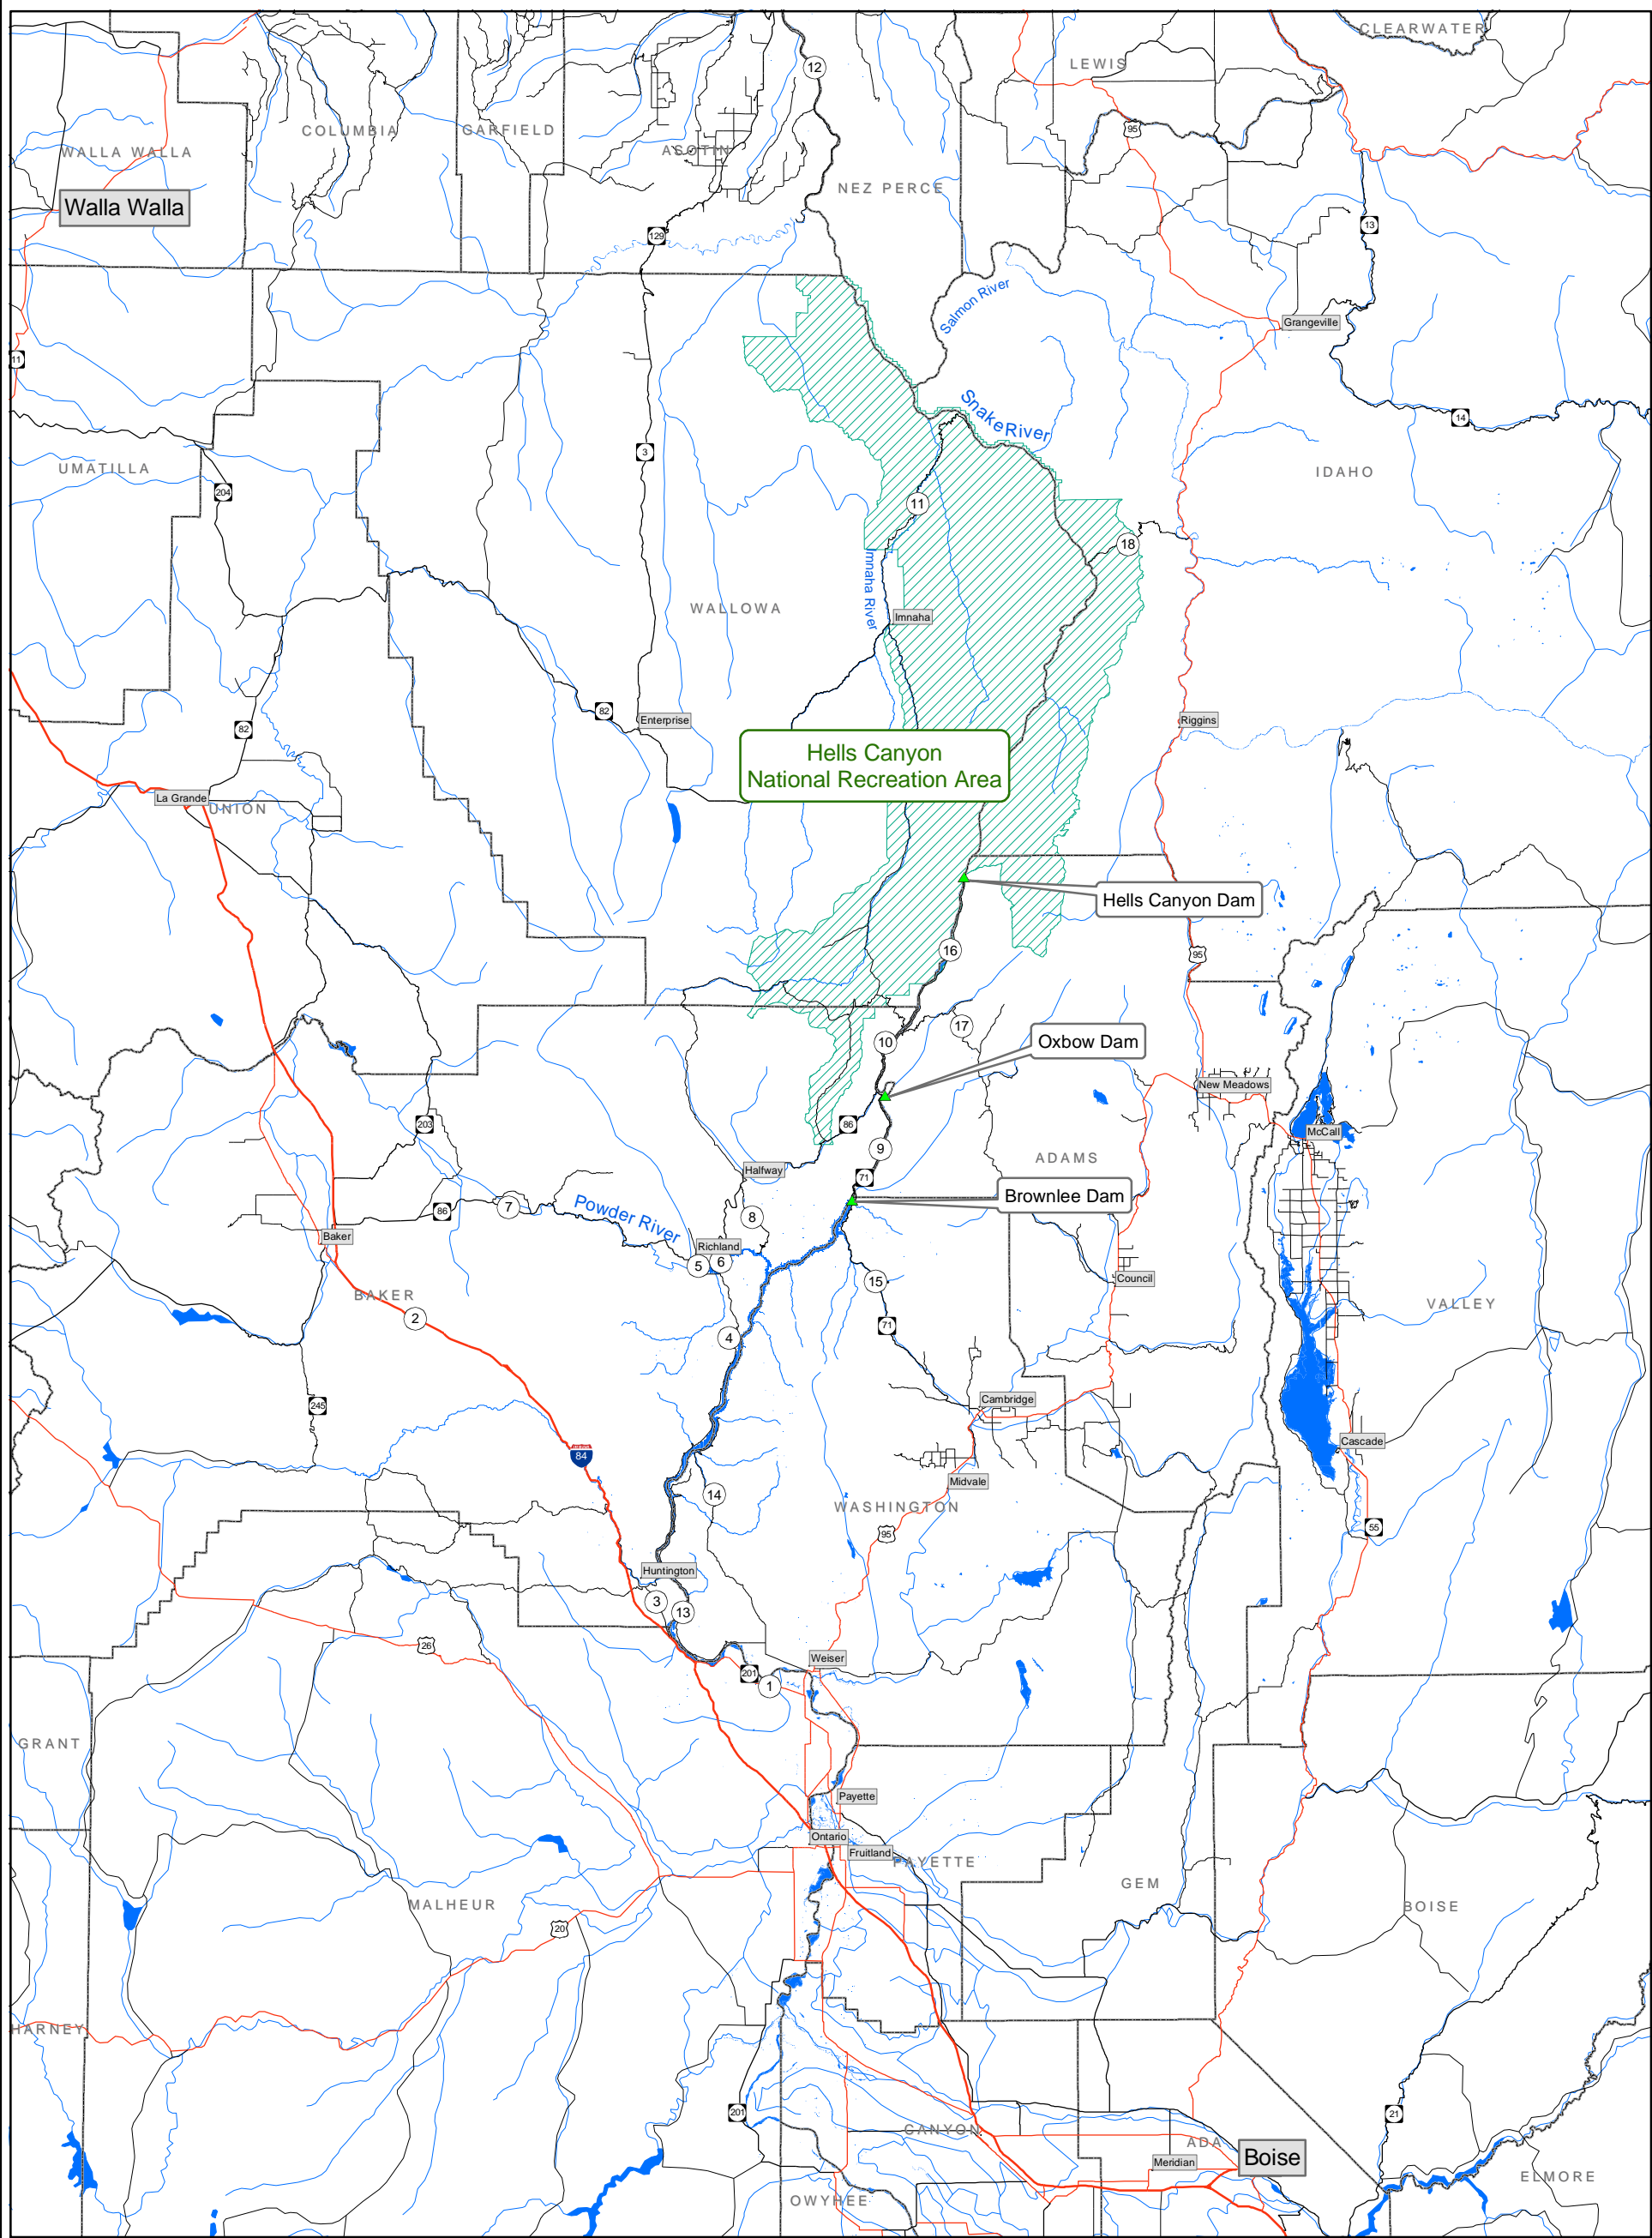 CLEARWATER
LEWIS
12
95
COLUMBIA
GARFIELD
WALLA WALLA
ASOTIN
NEZ PERCE
Walla Walla
13
129
Salmon River
Grangeville
11
Snake River
14
3
UMATILLA
IDAHO
204
11
18
Imnaha River
WALLOWA
Imnaha
82
Enterprise
Riggins
82
Hells Canyon
National Recreation Area
La Grande
UNION
Hells Canyon Dam
16
95
17
Oxbow Dam
10
New Meadows
203
86
McCall
9
ADAMS
Halfway
71
Brownlee Dam
7
86
Powder River
8
Baker
Richland
5
6
15
Council
BAKER
VALLEY
2
71
4
245
Cambridge
Cascade
84
Midvale
14
WASHINGTON
95
55
Huntington
3
13
26
Weiser
201
1
GRANT
Payette
Ontario
Fruitland
PAYETTE
GEM
MALHEUR
BOISE
20
HARNEY
201
21
CANYON
ADA
Boise
Meridian
ELMORE
OWYHEE